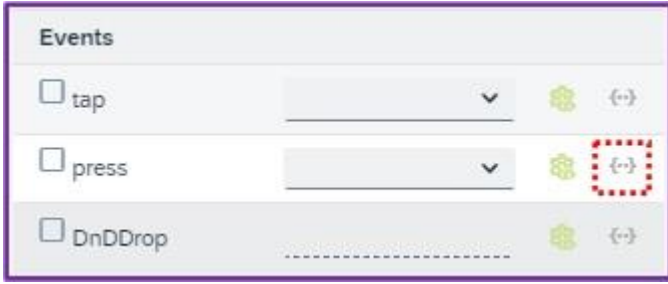 Events
tap {··}
press {··}
DnDDrop {··}